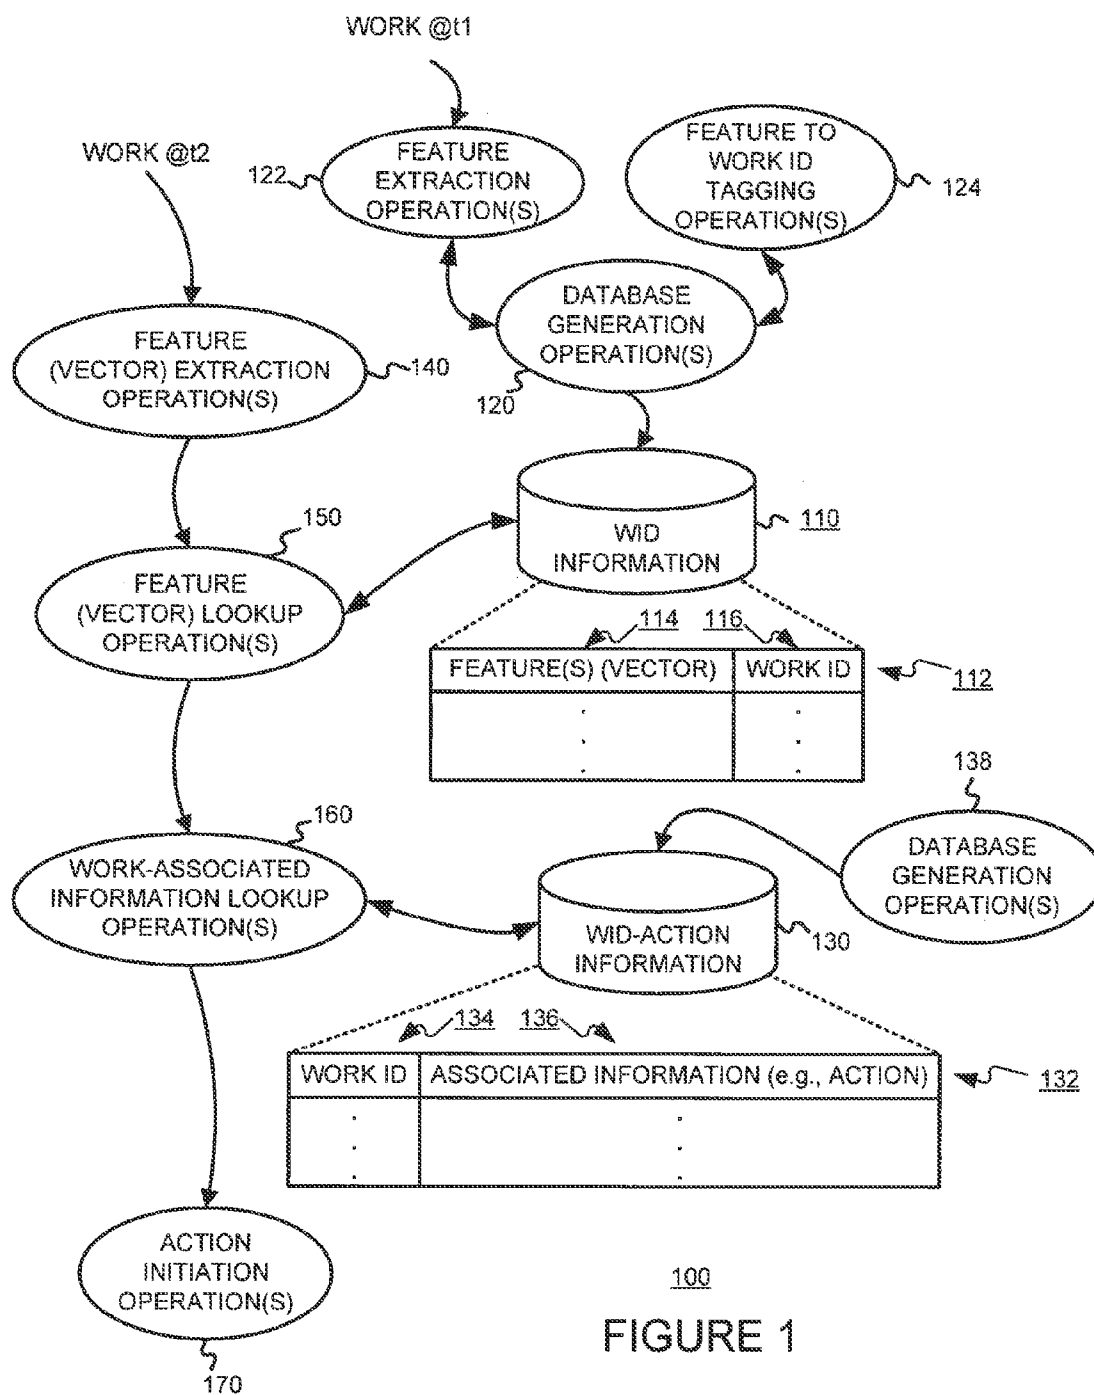 WORK @t1
WORK @t2
122
FEATURE
EXTRACTION
OPERATION(S)
FEATURE TO
WORK ID
TAGGING
OPERATION(S)
124
DATABASE
GENERATION
OPERATION(S)
120
FEATURE
(VECTOR) EXTRACTION
OPERATION(S)
140
WID
INFORMATION
110
150
FEATURE
(VECTOR) LOOKUP
OPERATION(S)
114
116
FEATURE(S) (VECTOR)
WORK ID
112
138
DATABASE
GENERATION
OPERATION(S)
160
WORK-ASSOCIATED
INFORMATION LOOKUP
OPERATION(S)
WID-ACTION
INFORMATION
130
134
136
WORK ID
ASSOCIATED INFORMATION (e.g., ACTION)
132
ACTION
INITIATION
OPERATION(S)
170
100
FIGURE 1